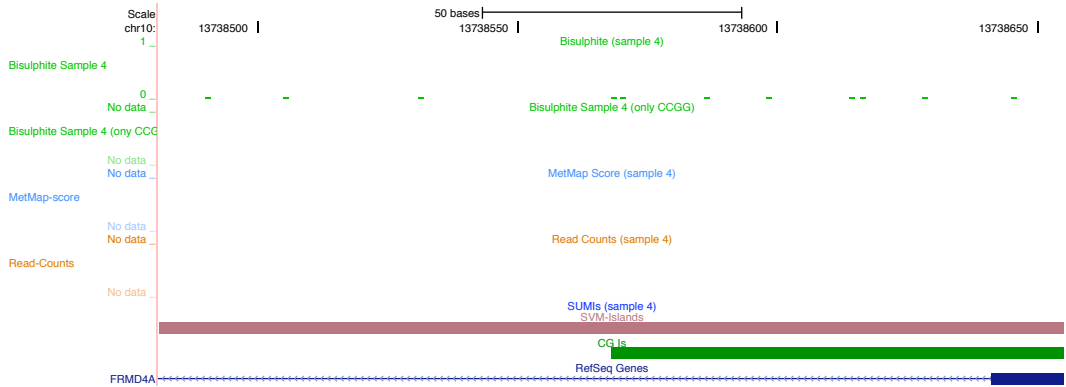 Scale 50 bases
chr10: 13738500 13738550 13738600 13738650
1 _ Bisulphite (sample 4)
Bisulphite Sample 4
0 _
No data _ Bisulphite Sample 4 (only CCGG)
Bisulphite Sample 4 (ony CCG
No data _
No data _ MetMap Score (sample 4)
MetMap-score
No data _
No data _ Read Counts (sample 4)
Read-Counts
No data _
SUMIs (sample 4)
SVM-Islands
CG Is
RefSeq Genes
FRMD4A